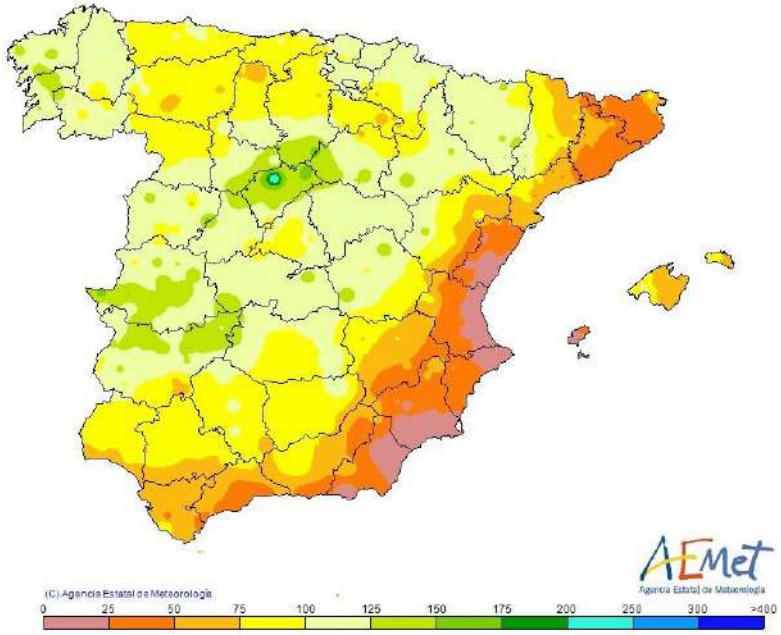 AEMet
Agencia Estatal de Meteorología
(C) Agencia Estatal de Meteorología
0 25 50 75 100 125 150 175 200 250 300 >400